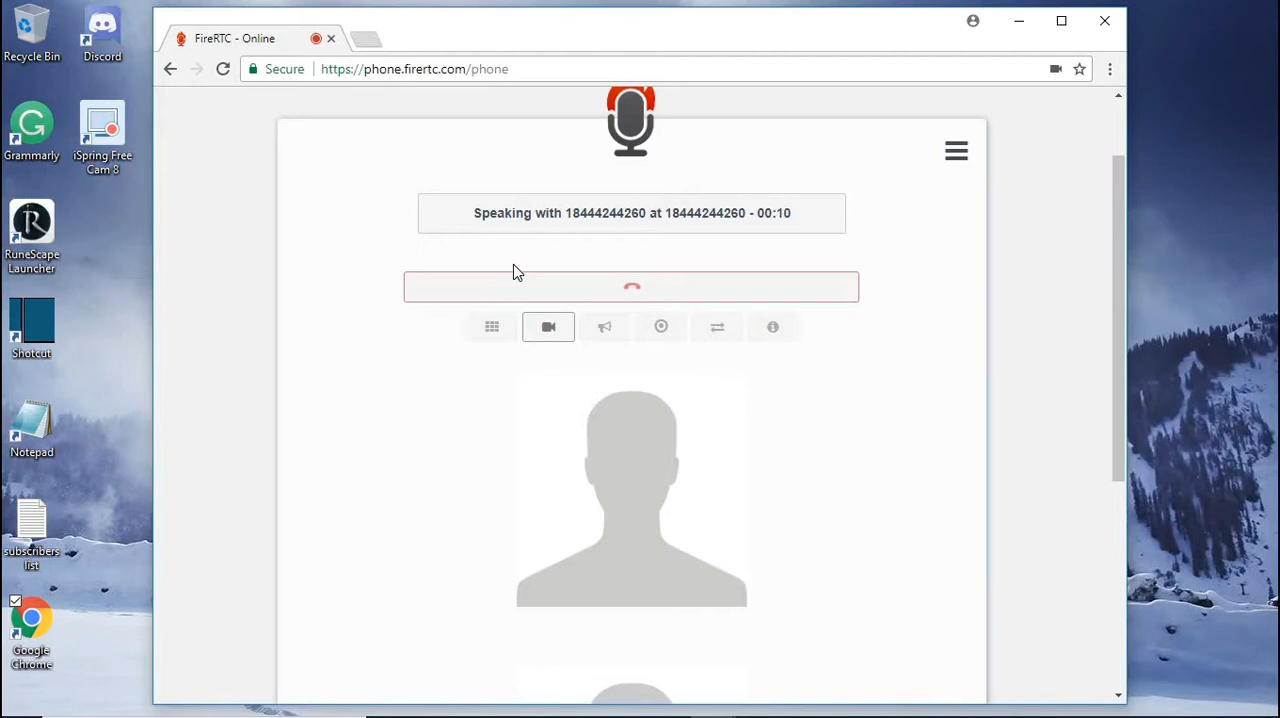 Recycle Bin
Discord
Grammarly
iSpring Free
Cam 8
RuneScape
Launcher
Shotcut
Notepad
subscribers
list
Google
Chrome
FireRTC - Online
Secure
https://phone.firertc.com/phone
Speaking with 18444244260 at 18444244260 - 00:10